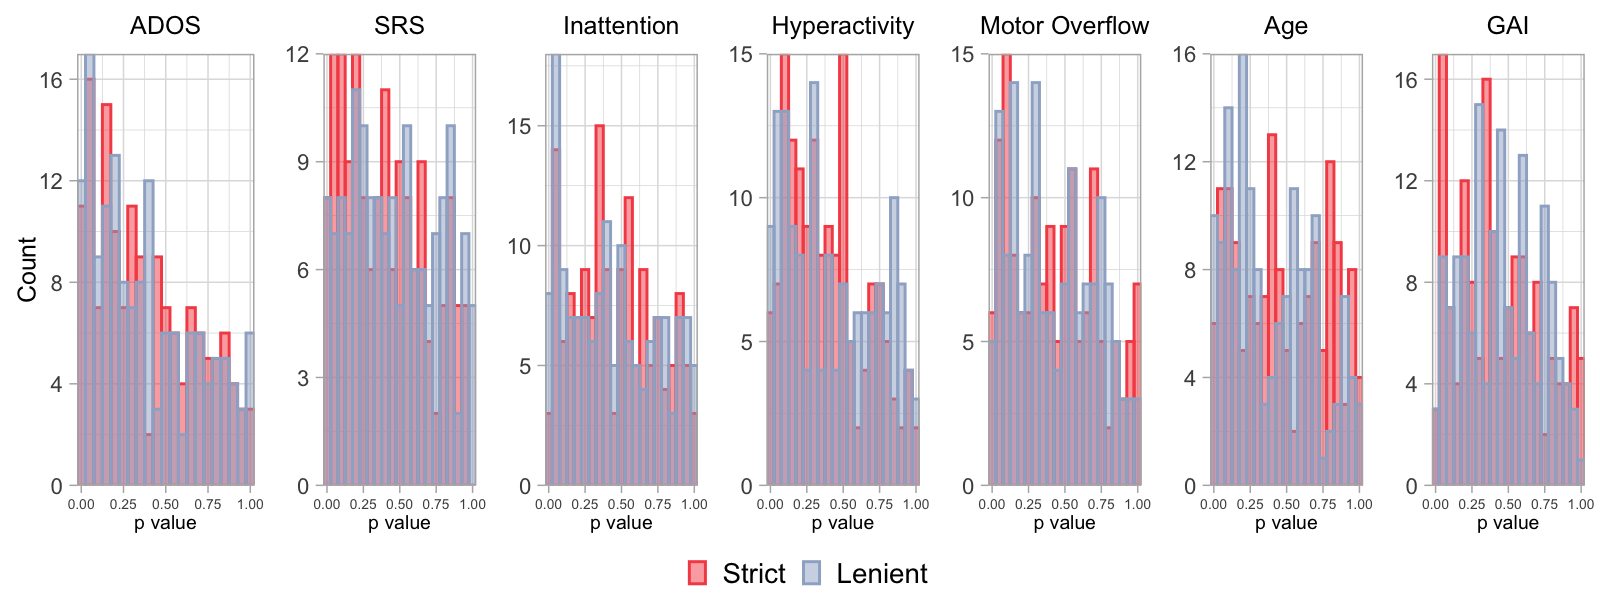 ADOS SRS Inattention Hyperactivity Motor Overflow Age GAI
Count
16 12 8 4 0
12 9 6 3 0
15 10 5 0
15 10 5 0
15 10 5 0
16 12 8 4 0
16 12 8 4 0
0.00 0.25 0.50 0.75 1.00 0.00 0.25 0.50 0.75 1.00 0.00 0.25 0.50 0.75 1.00 0.00 0.25 0.50 0.75 1.00 0.00 0.25 0.50 0.75 1.00 0.00 0.25 0.50 0.75 1.00 0.00 0.25 0.50 0.75 1.00
p value p value p value p value p value p value p value
Strict Lenient